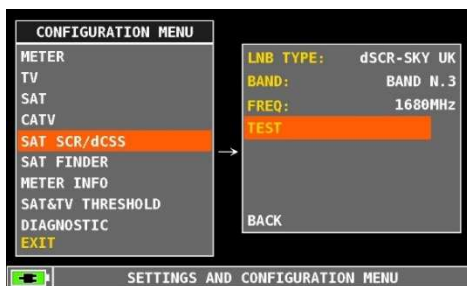 CONFIGURATION MENU
METER
TV
SAT
CATV
SAT SCR/dCSS
SAT FINDER
METER INFO
SAT&TV THRESHOLD
DIAGNOSTIC
EXIT
→
LNB TYPE: dSCR-SKY UK
BAND: BAND N.3
FREQ: 1680MHz
TEST
BACK
SETTINGS AND CONFIGURATION MENU